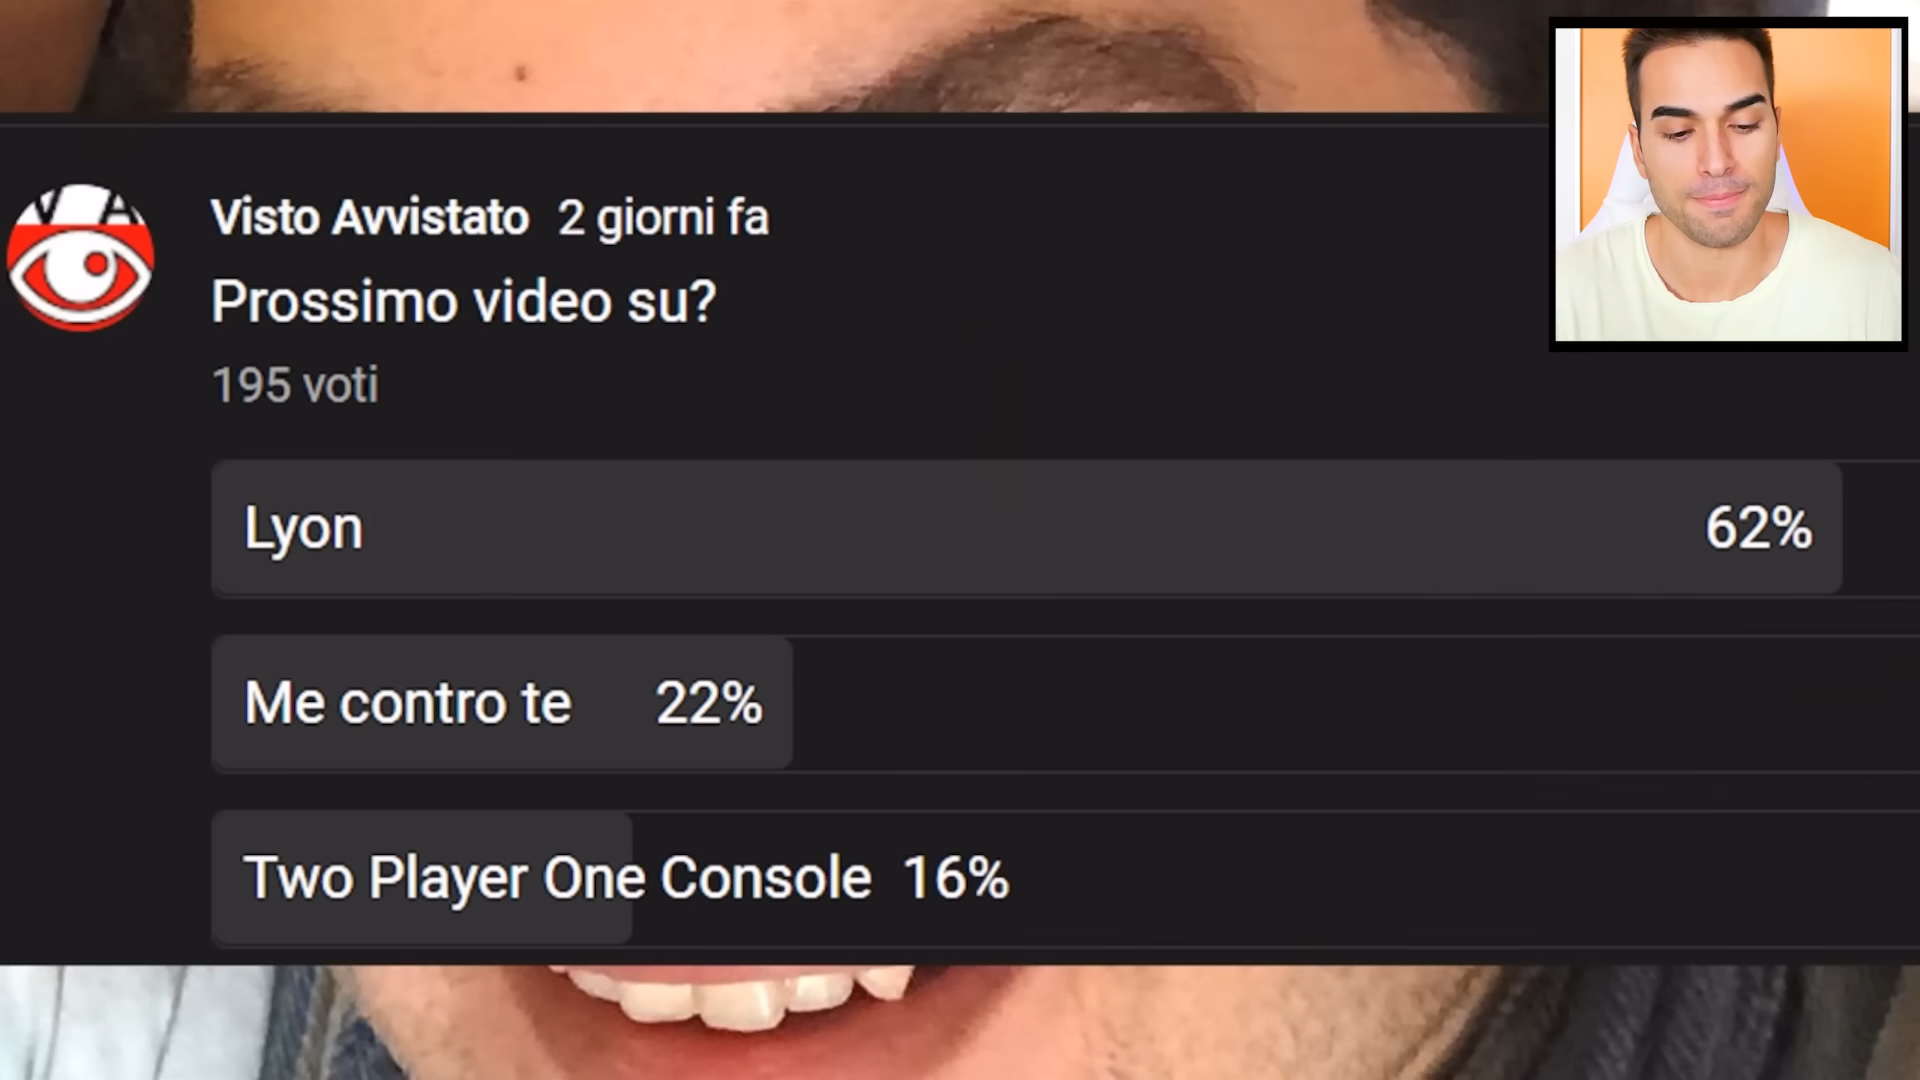 V A
Visto Avvistato 2 giorni fa
Prossimo video su?
195 voti
Lyon 62%
Me contro te 22%
Two Player One Console 16%